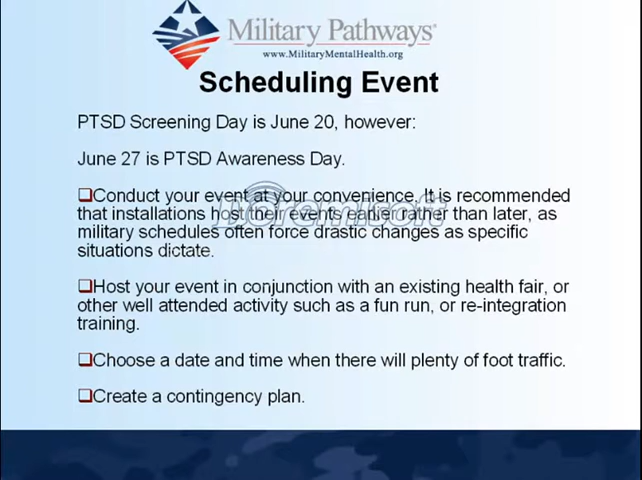 Military Pathways®
www.MilitaryMentalHealth.org
Scheduling Event
PTSD Screening Day is June 20, however:
June 27 is PTSD Awareness Day.
❑Conduct your event at your convenience. It is recommended
that installations host their events earlier rather than later, as
military schedules often force drastic changes as specific
situations dictate.
Doremisoft
❑Host your event in conjunction with an existing health fair, or
other well attended activity such as a fun run, or re-integration
training.
❑Choose a date and time when there will plenty of foot traffic.
❑Create a contingency plan.